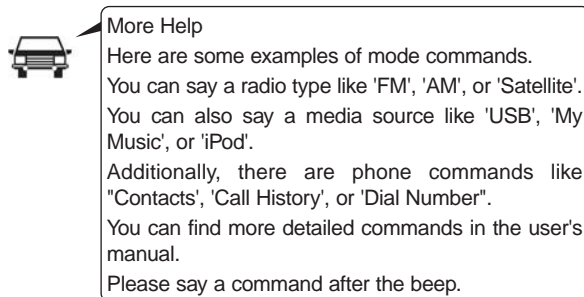 More Help
Here are some examples of mode commands.
You can say a radio type like 'FM', 'AM', or 'Satellite'.
You can also say a media source like 'USB', 'My
Music', or 'iPod'.
Additionally, there are phone commands like
"Contacts', 'Call History', or 'Dial Number".
You can find more detailed commands in the user's
manual.
Please say a command after the beep.